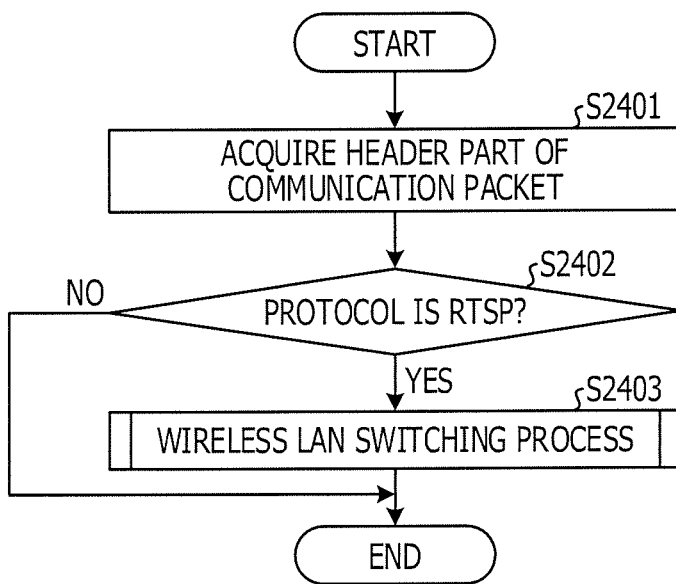 START
S2401
ACQUIRE HEADER PART OF
COMMUNICATION PACKET
S2402
NO
PROTOCOL IS RTSP?
YES
S2403
WIRELESS LAN SWITCHING PROCESS
END